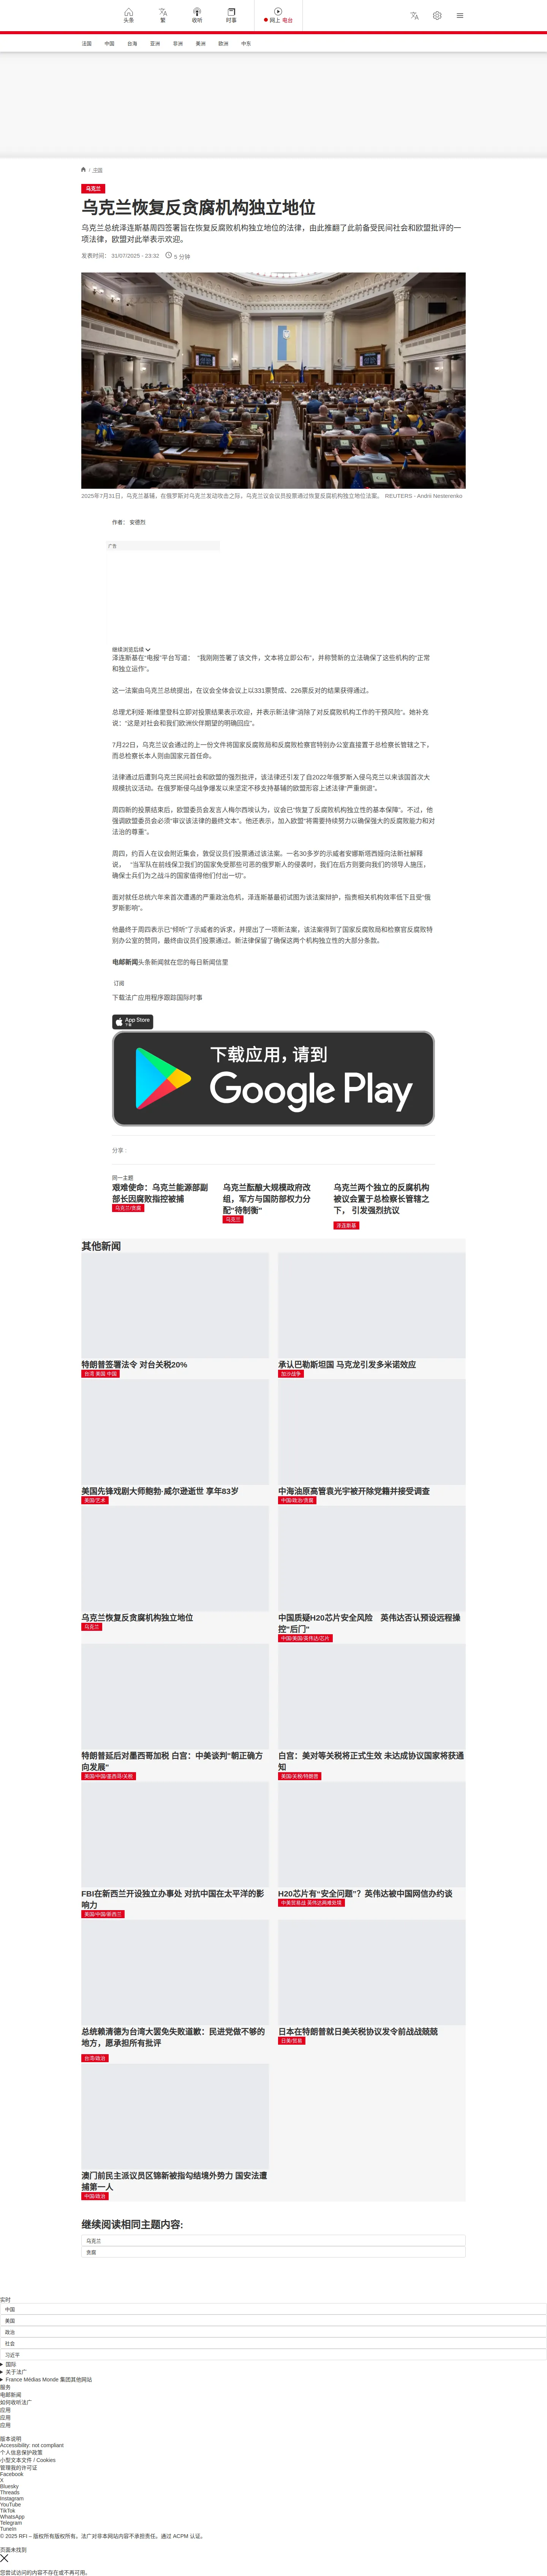 头条
繁
收听
时事
网上 电台
法国
中国
台海
亚洲
非洲
美洲
欧洲
中东
/ 法国
乌克兰
乌克兰恢复反贪腐机构独立地位
乌克兰总统泽连斯基周四签署旨在恢复反腐败机构独立地位的法律，由此推翻了此前备受民间社会和欧盟批评的一
项法律，欧盟对此举表示欢迎。
发表时间： 31/07/2025 - 23:32
5 分钟
2025年7月31日，乌克兰基辅，在俄罗斯对乌克兰发动攻击之际，乌克兰议会议员投票通过恢复反腐机构独立地位法案。 REUTERS - Andrii Nesterenko
作者： 安德烈
广告
继续浏览后续
泽连斯基在“电报”平台写道： “我刚刚签署了该文件，文本将立即公布”，并称赞新的立法确保了这些机构的“正常
和独立运作”。
这一法案由乌克兰总统提出，在议会全体会议上以331票赞成、226票反对的结果获得通过。
总理尤利娅·斯维里登科立即对投票结果表示欢迎，并表示新法律“消除了对反腐败机构工作的干预风险”。她补充
说：“这是对社会和我们欧洲伙伴期望的明确回应”。
7月22日，乌克兰议会通过的上一份文件将国家反腐败局和反腐败检察官特别办公室直接置于总检察长管辖之下，
而总检察长本人则由国家元首任命。
法律通过后遭到乌克兰民间社会和欧盟的强烈批评，该法律还引发了自2022年俄罗斯入侵乌克兰以来该国首次大
规模抗议活动。在俄罗斯侵乌战争爆发以来坚定不移支持基辅的欧盟形容上述法律“严重倒退”。
周四新的投票结束后，欧盟委员会发言人梅尔西埃认为，议会已“恢复了反腐败机构独立性的基本保障”。不过，他
强调欧盟委员会必须“审议该法律的最终文本”。他还表示，加入欧盟“将需要持续努力以确保强大的反腐败能力和对
法治的尊重”。
周四，约百人在议会附近集会，敦促议员们投票通过该法案。一名30多岁的示威者安娜斯塔西娅向法新社解释
说， “当军队在前线保卫我们的国家免受那些可恶的俄罗斯人的侵袭时，我们在后方则要向我们的领导人施压，
确保士兵们为之战斗的国家值得他们付出一切”。
面对就任总统六年来首次遭遇的严重政治危机，泽连斯基最初试图为该法案辩护，指责相关机构效率低下且受“俄
罗斯影响”。
他最终于周四表示已“倾听”了示威者的诉求，并提出了一项新法案，该法案得到了国家反腐败局和检察官反腐败特
别办公室的赞同，最终由议员们投票通过。新法律保留了确保这两个机构独立性的大部分条款。
电邮新闻头条新闻就在您的每日新闻信里
订阅
下载法广应用程序跟踪国际时事
App Store
下载
下载应用，请到
Google Play
分享 :
同一主题
艰难使命：乌克兰能源部副
部长因腐败指控被捕
乌克兰/贪腐
乌克兰酝酿大规模政府改
组，军方与国防部权力分
配"待制衡"
乌克兰
乌克兰两个独立的反腐机构
被议会置于总检察长管辖之
下， 引发强烈抗议
泽连斯基
其他新闻
特朗普签署法令 对台关税20%
台湾 美国 中国
承认巴勒斯坦国 马克龙引发多米诺效应
加沙战争
美国先锋戏剧大师鲍勃·威尔逊逝世 享年83岁
美国/艺术
中海油原高管袁光宇被开除党籍并接受调查
中国/政治/贪腐
乌克兰恢复反贪腐机构独立地位
乌克兰
中国质疑H20芯片安全风险 英伟达否认预设远程操
控"后门"
中国/美国/英伟达/芯片
特朗普延后对墨西哥加税 白宫：中美谈判"朝正确方
向发展"
美国/中国/墨西哥/关税
白宫：美对等关税将正式生效 未达成协议国家将获通
知
美国/关税/特朗普
FBI在新西兰开设独立办事处 对抗中国在太平洋的影
响力
美国/中国/新西兰
H20芯片有"安全问题"？英伟达被中国网信办约谈
中美贸易战 英伟达两难处境
总统赖清德为台湾大罢免失败道歉：民进党做不够的
地方，愿承担所有批评
台湾/政治
日本在特朗普就日美关税协议发令前战战兢兢
日美/贸易
澳门前民主派议员区锦新被指勾结境外势力 国安法遭
捕第一人
中国/政治
继续阅读相同主题内容:
乌克兰
贪腐
实时
中国
美国
政治
社会
习近平
国际
关于法广
France Médias Monde 集团其他网站
服务
电邮新闻
如何收听法广
应用
应用
应用
版本说明
Accessibility: not compliant
个人信息保护政策
小型文本文件 / Cookies
管理我的许可证
Facebook
X
Bluesky
Threads
Instagram
YouTube
TikTok
WhatsApp
Telegram
TuneIn
© 2025 RFI – 版权所有版权所有。法广对非本网站内容不承担责任。通过 ACPM 认证。
页面未找到
您尝试访问的内容不存在或不再可用。